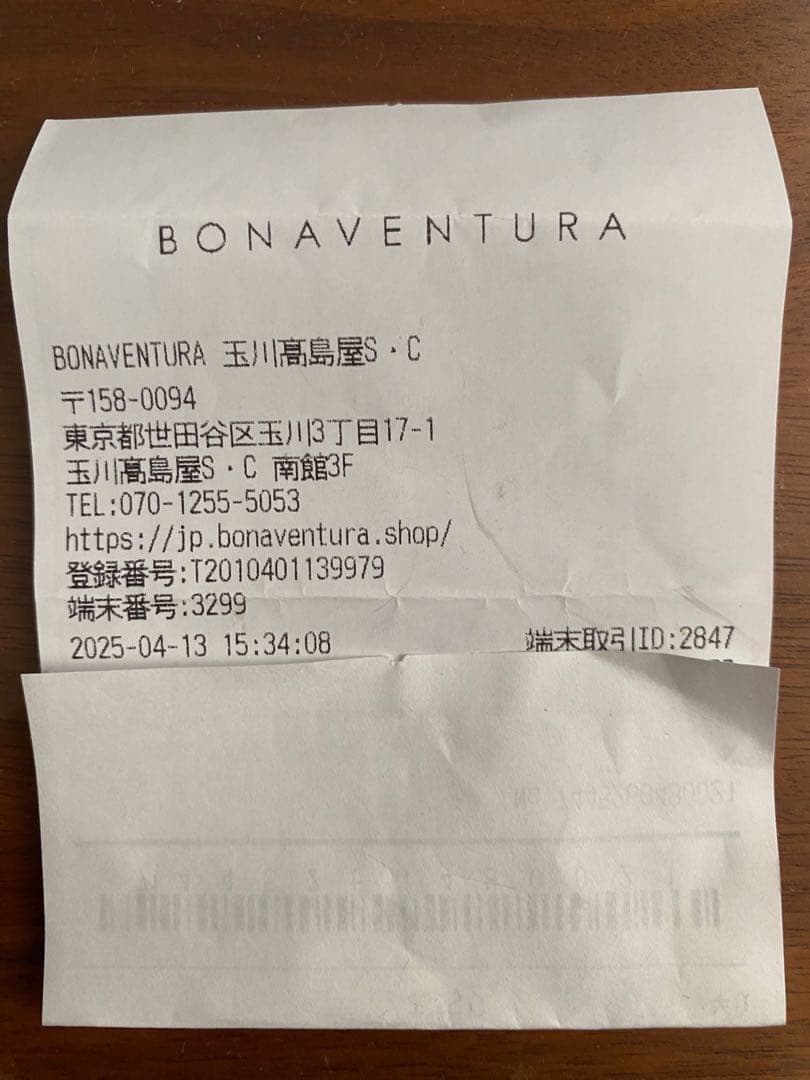 BONAVENTURA
BONAVENTURA 玉川髙島屋S・C
〒158-0094
東京都世田谷区玉川3丁目17-1
玉川髙島屋S・C 南館3F
TEL:070-1255-5053
https://jp.bonaventura.shop/
登録番号:T2010401139979
端末番号:3299
2025-04-13 15:34:08 端末取引ID:2847